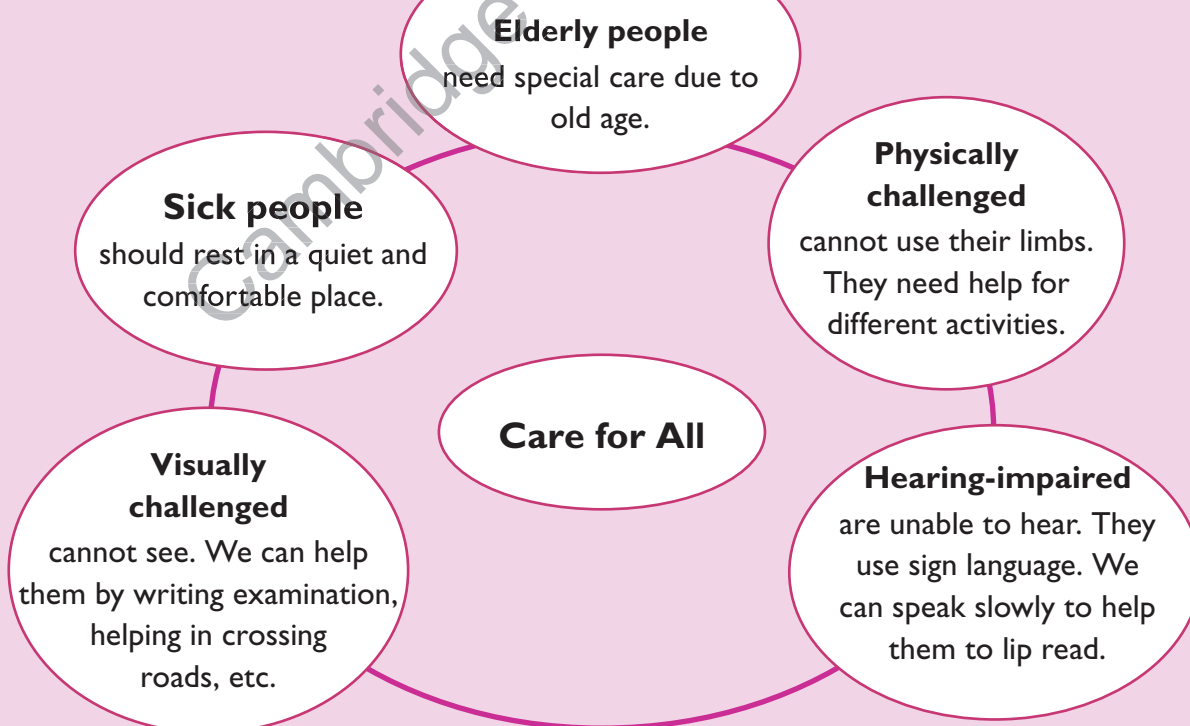 Elderly people
need special care due to
old age.
Physically
challenged
cannot use their limbs.
They need help for
different activities.
Hearing-impaired
are unable to hear. They
use sign language. We
can speak slowly to help
them to lip read.
Visually
challenged
cannot see. We can help
them by writing examination,
helping in crossing
roads, etc.
Sick people
should rest in a quiet and
comfortable place.
Care for All
Cambridge